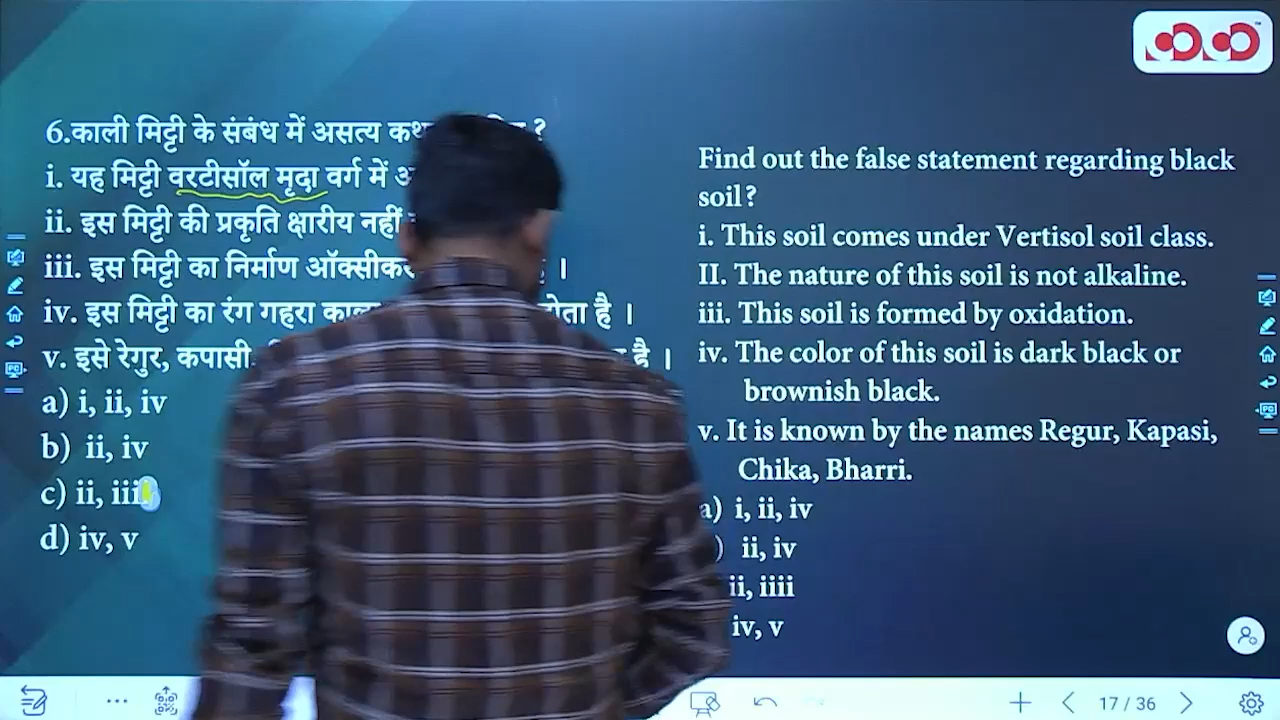 6.काली मिट्टी के संबंध में असत्य ?
i. यह मिट्टी वरटीसॉल मृदा वर्ग में
ii. इस मिट्टी की प्रकृति क्षारीय नहीं
iii. इस मिट्टी का निर्माण ।
iv. इस मिट्टी का रंग गहरा होता है ।
v. इसे रेगुर, कपासी है ।
a) i, ii, iv
b) ii, iv
c) ii, iii
d) iv, v
Find out the false statement regarding black
soil?
i. This soil comes under Vertisol soil class.
II. The nature of this soil is not alkaline.
iii. This soil is formed by oxidation.
iv. The color of this soil is dark black or
brownish black.
v. It is known by the names Regur, Kapasi,
Chika, Bharri.
a) i, ii, iv
) ii, iv
ii, iiii
iv, v
17 / 36